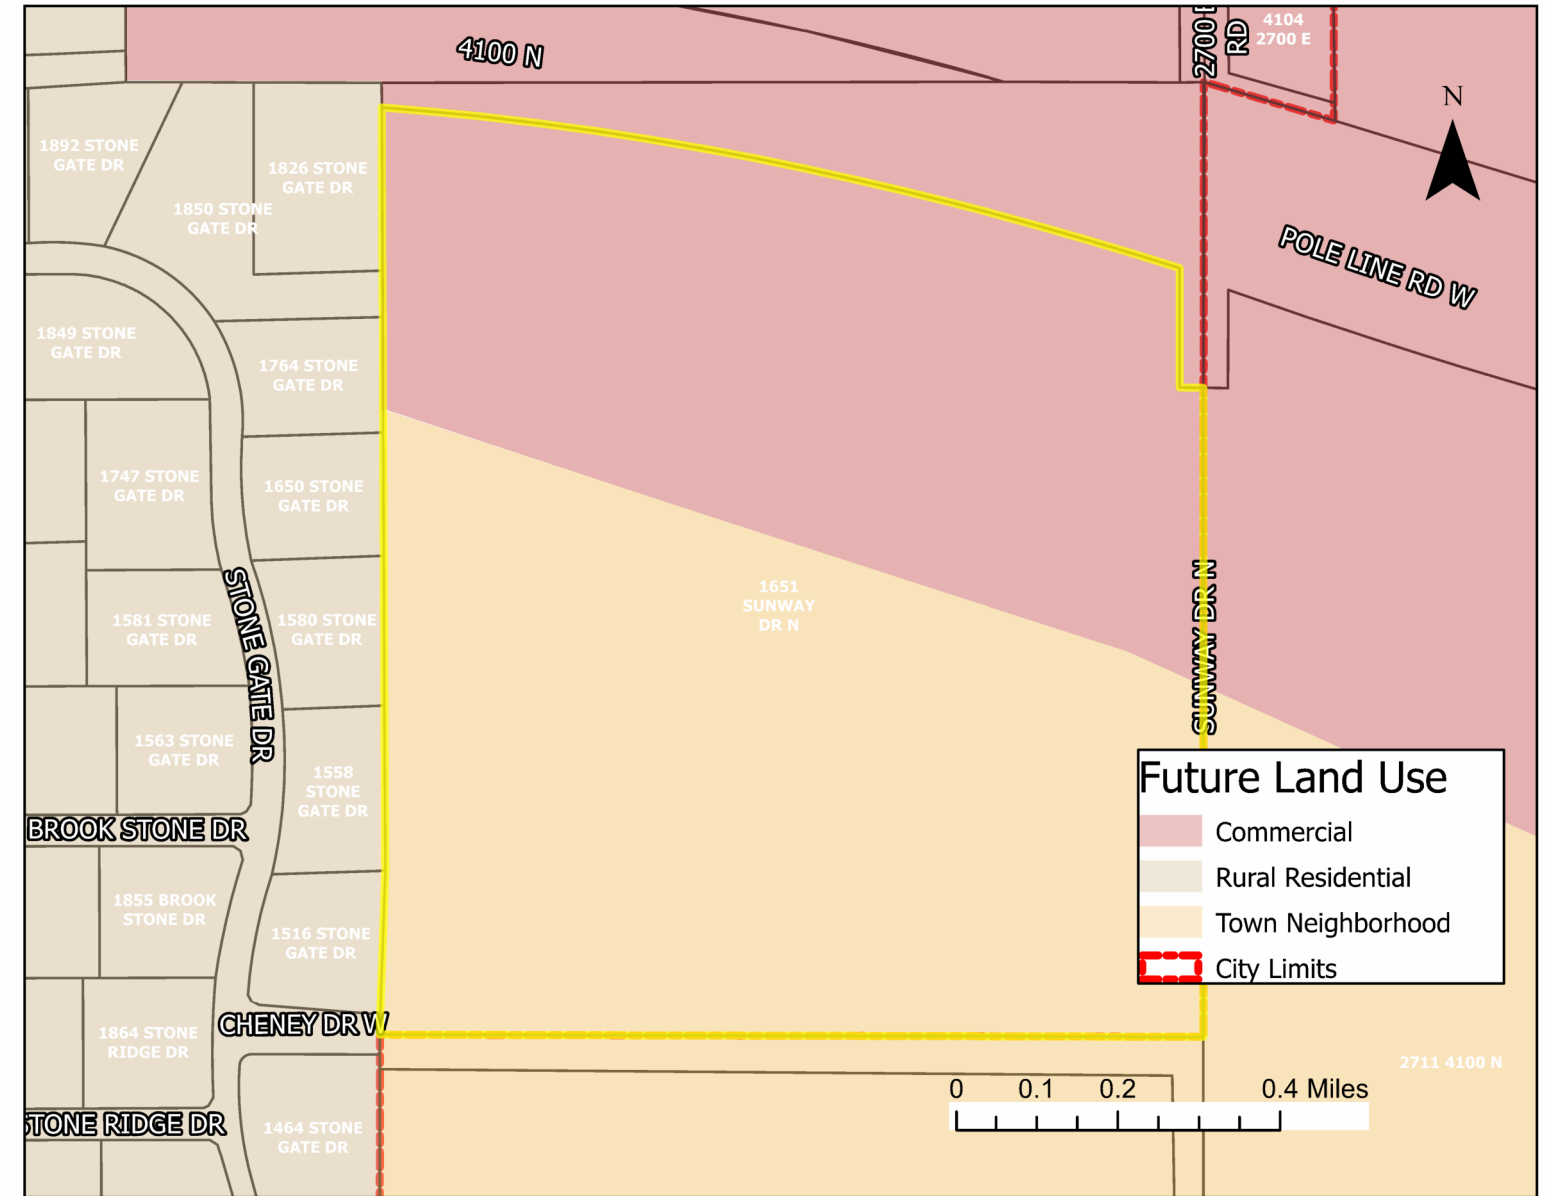 4100 N
2700 E
RD
4104
2700 E
N
1892 STONE
GATE DR
1826 STONE
GATE DR
1850 STONE
GATE DR
POLE LINE RD W
1849 STONE
GATE DR
1764 STONE
GATE DR
1747 STONE
GATE DR
1650 STONE
GATE DR
STONE GATE DR
1581 STONE
GATE DR
1580 STONE
GATE DR
1651
SUNWAY
DR N
SUNWAY DR N
1563 STONE
GATE DR
1558
STONE
GATE DR
Future Land Use
Commercial
Rural Residential
Town Neighborhood
City Limits
BROOK STONE DR
1855 BROOK
STONE DR
1516 STONE
GATE DR
CHENEY DR W
1864 STONE
RIDGE DR
2711 4100 N
0 0.1 0.2 0.4 Miles
STONE RIDGE DR
1464 STONE
GATE DR